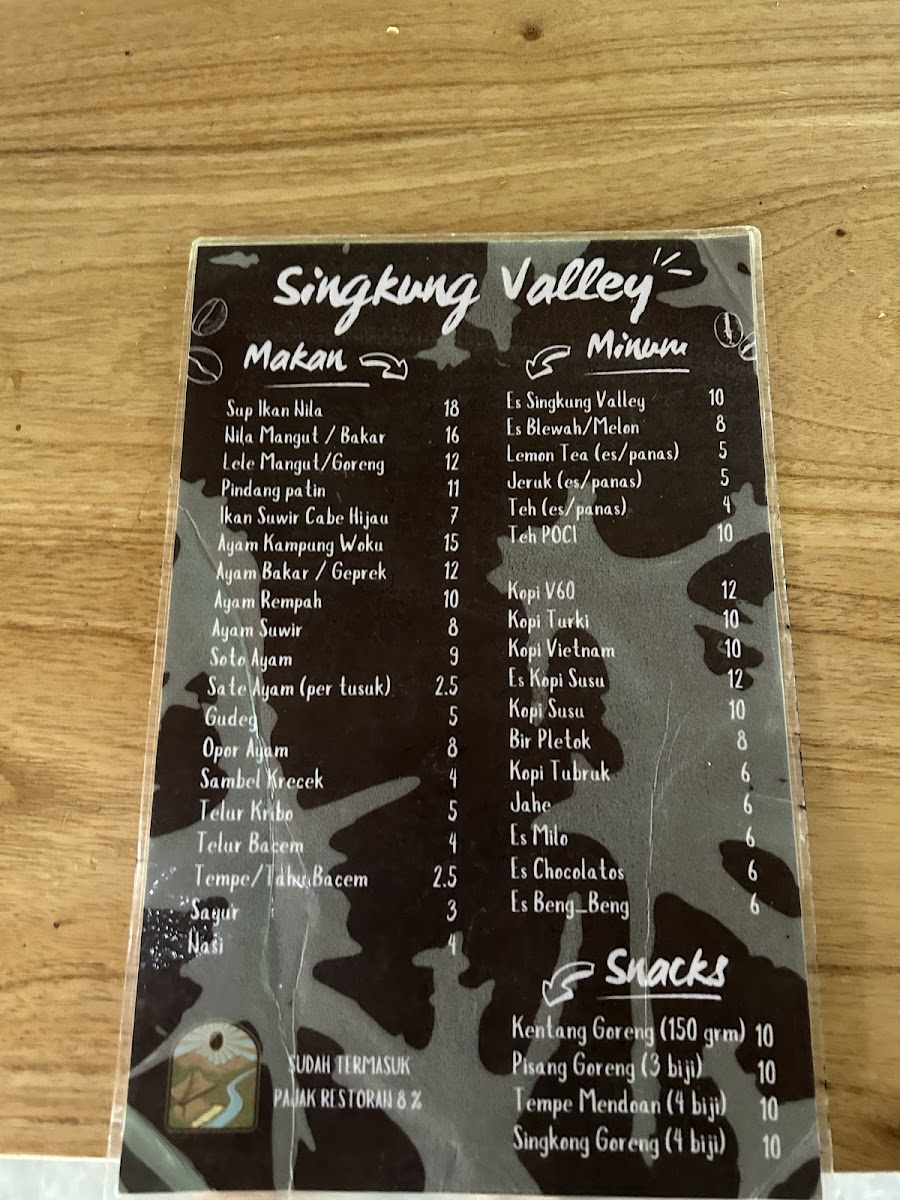 Singkung Valley
Makan
Sup Ikan Nila 18
Nila Mangut / Bakar 16
Lele Mangut/Goreng 12
Pindang patin 11
Ikan Suwir Cabe Hijau 7
Ayam Kampung Woku 15
Ayam Bakar / Geprek 12
Ayam Rempah 10
Ayam Suwir 8
Soto Ayam 9
Sate Ayam (per tusuk) 2.5
Gudeg 5
Opor Ayam 8
Sambel Krecek 4
Telur Kribo 5
Telur Bacem 4
Tempe/Tahu Bacem 2.5
Sayur 3
Nasi 4
SUDAH TERMASUK
PAJAK RESTORAN 8%
Minum
Es Singkung Valley 10
Es Blewah/Melon 8
Lemon Tea (es/panas) 5
Jeruk (es/panas) 5
Teh (es/panas) 4
Teh POCI 10
Kopi V60 12
Kopi Turki 10
Kopi Vietnam 10
Es Kopi Susu 12
Kopi Susu 10
Bir Pletok 8
Kopi Tubruk 6
Jahe 6
Es Milo 6
Es Chocolatos 6
Es Beng_Beng 6
Snacks
Kentang Goreng (150 grm) 10
Pisang Goreng (3 biji) 10
Tempe Mendoan (4 biji) 10
Singkong Goreng (4 biji) 10